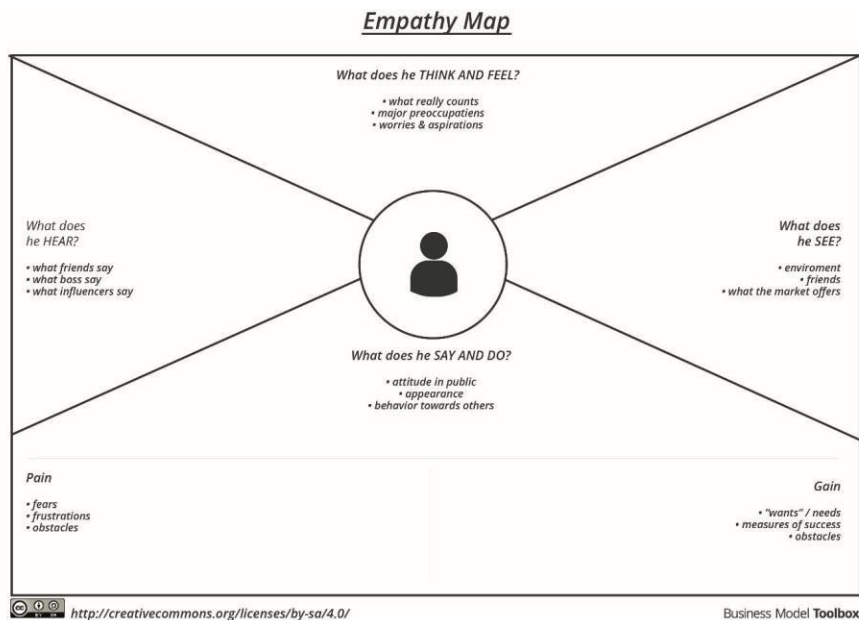 Empathy Map
What does he THINK AND FEEL?
• what really counts
• major preoccupatiens
• worries & aspirations
What does
he HEAR?
• what friends say
• what boss say
• what influencers say
What does
he SEE?
• enviroment
• friends
• what the market offers
What does he SAY AND DO?
• attitude in public
• appearance
• behavior towards others
Pain
• fears
• frustrations
• obstacles
Gain
• "wants" / needs
• measures of success
• obstacles
http://creativecommons.org/licenses/by-sa/4.0/
Business Model Toolbox